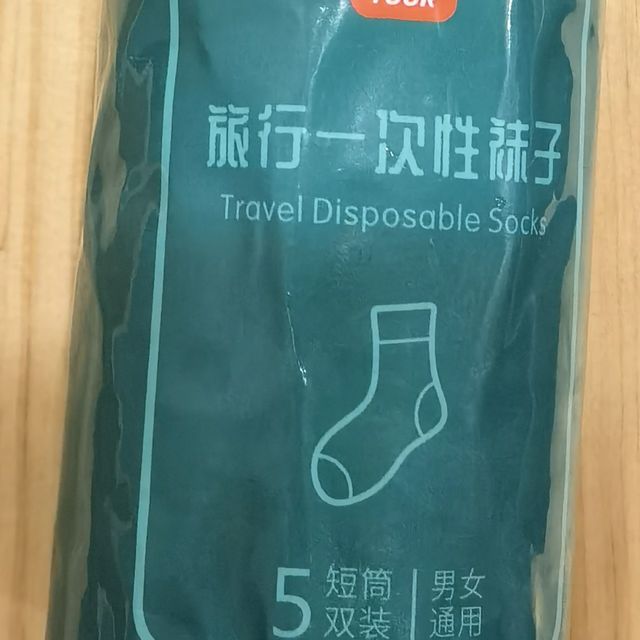 TOUR
旅行一次性袜子
Travel Disposable Socks
5 短筒双装 | 男女通用